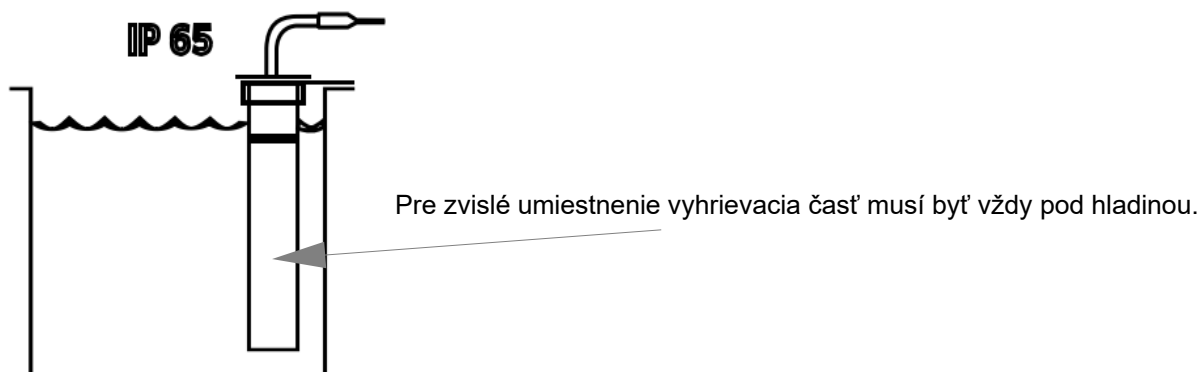 IP 65
Pre zvislé umiestnenie vyhrievacia časť musí byť vždy pod hladinou.